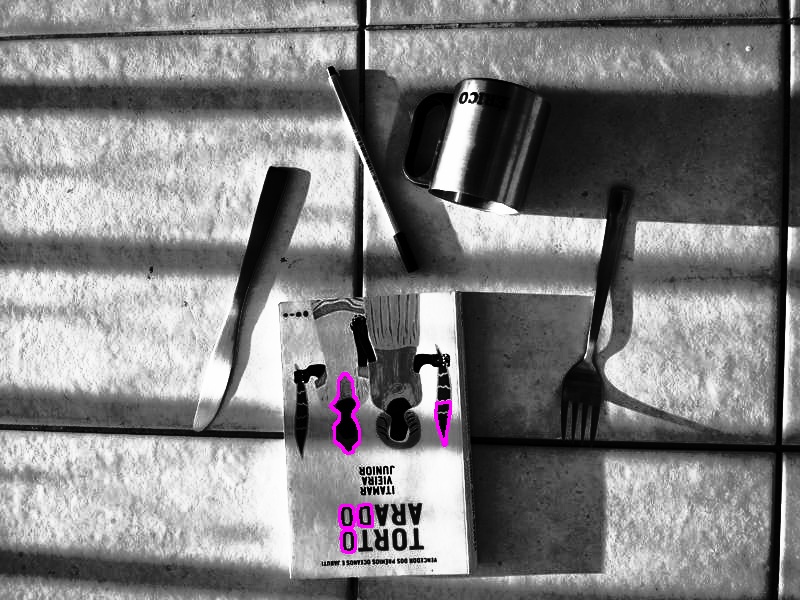 VENCEDOR DOS PRÊMIOS OCEANOS E JABUTI
TORTO
ARADO
ITAMAR
VIEIRA
JUNIOR